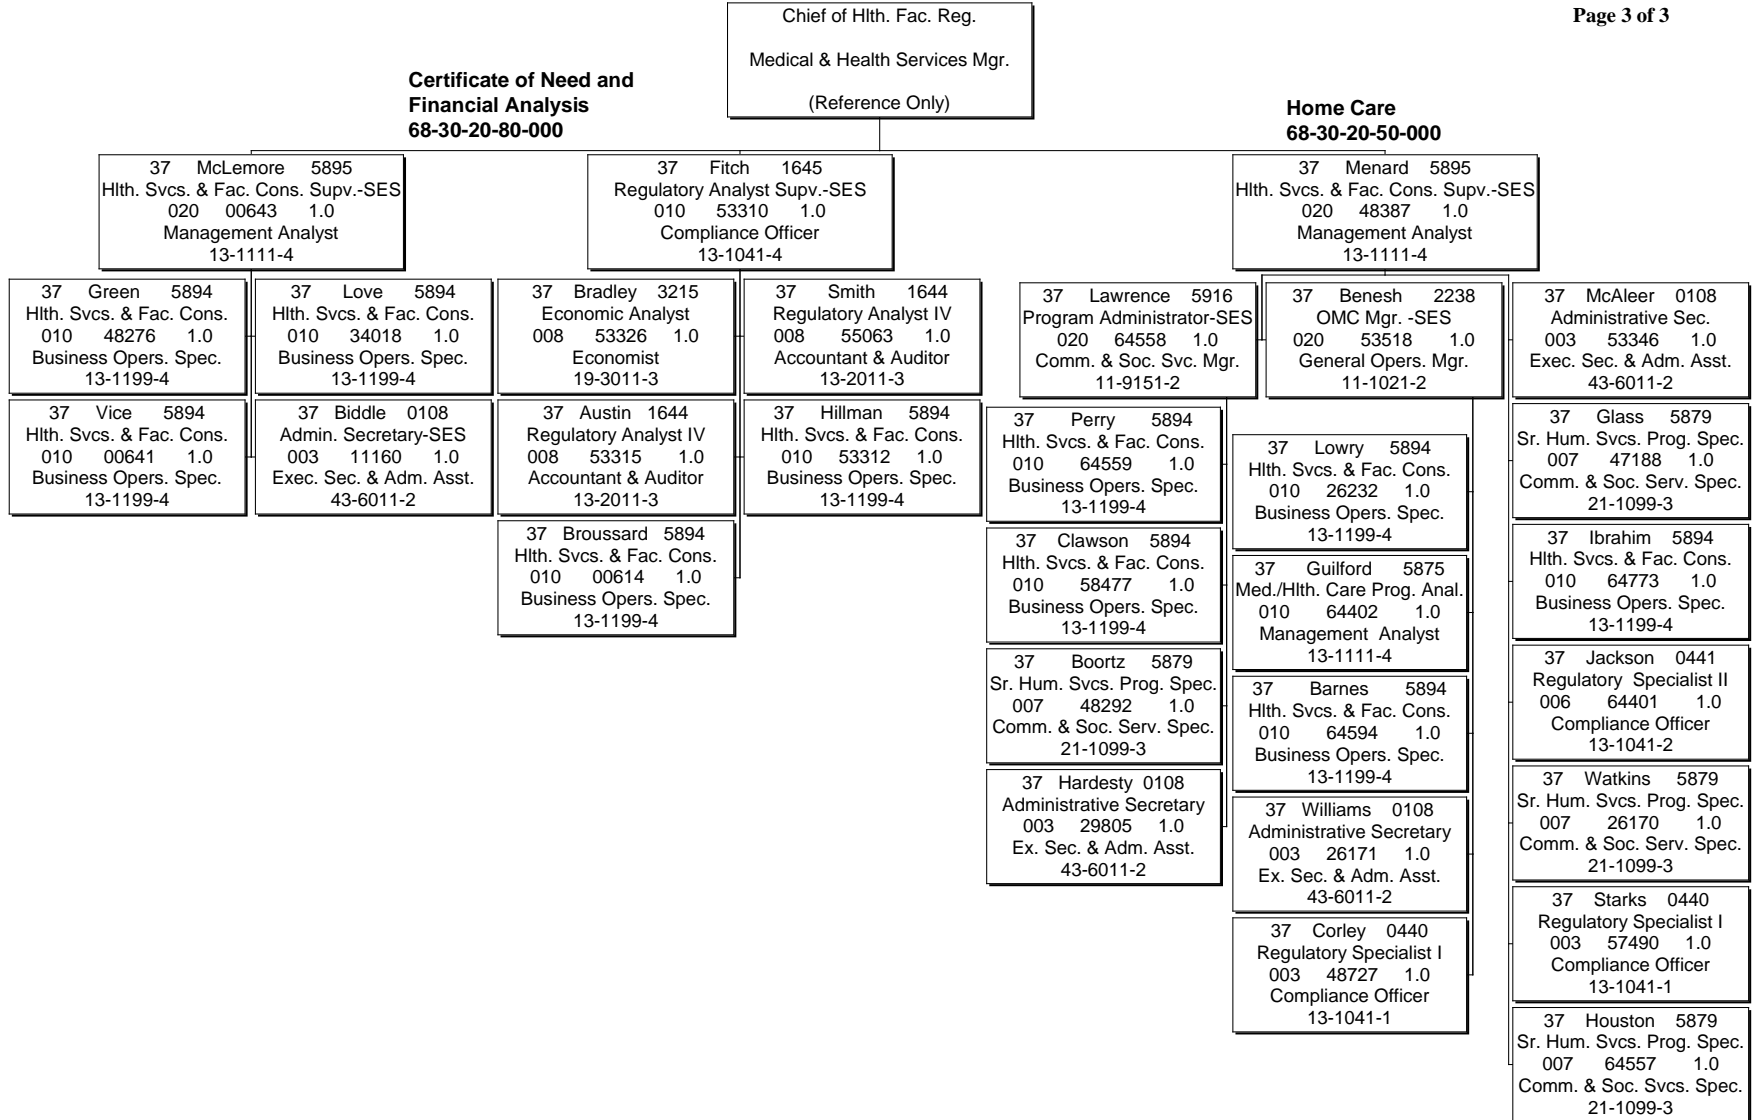 Page 3 of 3
Chief of Hlth. Fac. Reg.
Medical & Health Services Mgr.
(Reference Only)
Certificate of Need and
Financial Analysis
68-30-20-80-000
Home Care
68-30-20-50-000
37 McLemore 5895
Hlth. Svcs. & Fac. Cons. Supv.-SES
020 00643 1.0
Management Analyst
13-1111-4
37 Fitch 1645
Regulatory Analyst Supv.-SES
010 53310 1.0
Compliance Officer
13-1041-4
37 Menard 5895
Hlth. Svcs. & Fac. Cons. Supv.-SES
020 48387 1.0
Management Analyst
13-1111-4
37 Green 5894
Hlth. Svcs. & Fac. Cons.
010 48276 1.0
Business Opers. Spec.
13-1199-4
37 Love 5894
Hlth. Svcs. & Fac. Cons.
010 34018 1.0
Business Opers. Spec.
13-1199-4
37 Vice 5894
Hlth. Svcs. & Fac. Cons.
010 00641 1.0
Business Opers. Spec.
13-1199-4
37 Biddle 0108
Admin. Secretary-SES
003 11160 1.0
Exec. Sec. & Adm. Asst.
43-6011-2
37 Bradley 3215
Economic Analyst
008 53326 1.0
Economist
19-3011-3
37 Smith 1644
Regulatory Analyst IV
008 55063 1.0
Accountant & Auditor
13-2011-3
37 Austin 1644
Regulatory Analyst IV
008 53315 1.0
Accountant & Auditor
13-2011-3
37 Hillman 5894
Hlth. Svcs. & Fac. Cons.
010 53312 1.0
Business Opers. Spec.
13-1199-4
37 Broussard 5894
Hlth. Svcs. & Fac. Cons.
010 00614 1.0
Business Opers. Spec.
13-1199-4
37 Lawrence 5916
Program Administrator-SES
020 64558 1.0
Comm. & Soc. Svc. Mgr.
11-9151-2
37 Perry 5894
Hlth. Svcs. & Fac. Cons.
010 64559 1.0
Business Opers. Spec.
13-1199-4
37 Clawson 5894
Hlth. Svcs. & Fac. Cons.
010 58477 1.0
Business Opers. Spec.
13-1199-4
37 Boortz 5879
Sr. Hum. Svcs. Prog. Spec.
007 48292 1.0
Comm. & Soc. Serv. Spec.
21-1099-3
37 Hardesty 0108
Administrative Secretary
003 29805 1.0
Ex. Sec. & Adm. Asst.
43-6011-2
37 Benesh 2238
OMC Mgr. -SES
020 53518 1.0
General Opers. Mgr.
11-1021-2
37 Lowry 5894
Hlth. Svcs. & Fac. Cons.
010 26232 1.0
Business Opers. Spec.
13-1199-4
37 Guilford 5875
Med./Hlth. Care Prog. Anal.
010 64402 1.0
Management Analyst
13-1111-4
37 Barnes 5894
Hlth. Svcs. & Fac. Cons.
010 64594 1.0
Business Opers. Spec.
13-1199-4
37 Williams 0108
Administrative Secretary
003 26171 1.0
Ex. Sec. & Adm. Asst.
43-6011-2
37 Corley 0440
Regulatory Specialist I
003 48727 1.0
Compliance Officer
13-1041-1
37 McAleer 0108
Administrative Sec.
003 53346 1.0
Exec. Sec. & Adm. Asst.
43-6011-2
37 Glass 5879
Sr. Hum. Svcs. Prog. Spec.
007 47188 1.0
Comm. & Soc. Serv. Spec.
21-1099-3
37 Ibrahim 5894
Hlth. Svcs. & Fac. Cons.
010 64773 1.0
Business Opers. Spec.
13-1199-4
37 Jackson 0441
Regulatory Specialist II
006 64401 1.0
Compliance Officer
13-1041-2
37 Watkins 5879
Sr. Hum. Svcs. Prog. Spec.
007 26170 1.0
Comm. & Soc. Serv. Spec.
21-1099-3
37 Starks 0440
Regulatory Specialist I
003 57490 1.0
Compliance Officer
13-1041-1
37 Houston 5879
Sr. Hum. Svcs. Prog. Spec.
007 64557 1.0
Comm. & Soc. Svcs. Spec.
21-1099-3